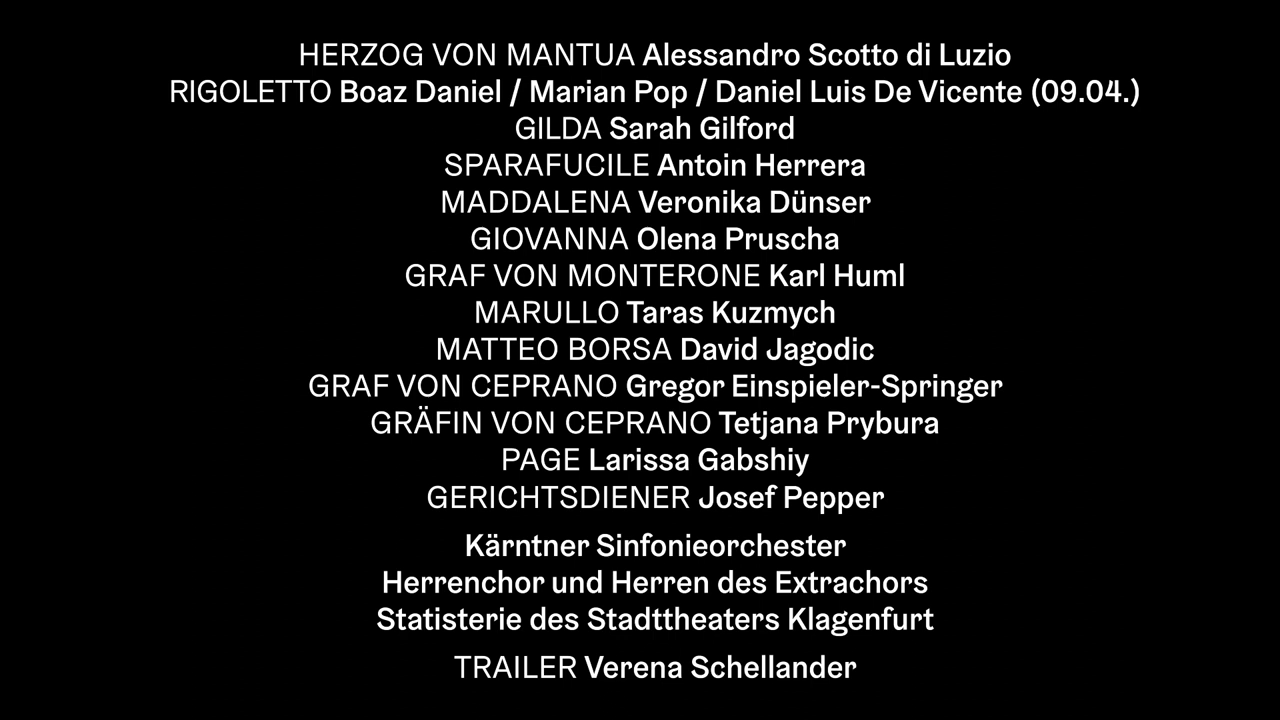 HERZOG VON MANTUA Alessandro Scotto di Luzio
RIGOLETTO Boaz Daniel / Marian Pop / Daniel Luis De Vicente (09.04.)
GILDA Sarah Gilford
SPARAFUCILE Antoin Herrera
MADDALENA Veronika Dünser
GIOVANNA Olena Pruscha
GRAF VON MONTERONE Karl Huml
MARULLO Taras Kuzmych
MATTEO BORSA David Jagodic
GRAF VON CEPRANO Gregor Einspieler-Springer
GRÄFIN VON CEPRANO Tetjana Prybura
PAGE Larissa Gabshiy
GERICHTSDIENER Josef Pepper
Kärntner Sinfonieorchester
Herrenchor und Herren des Extrachors
Statisterie des Stadttheaters Klagenfurt
TRAILER Verena Schellander